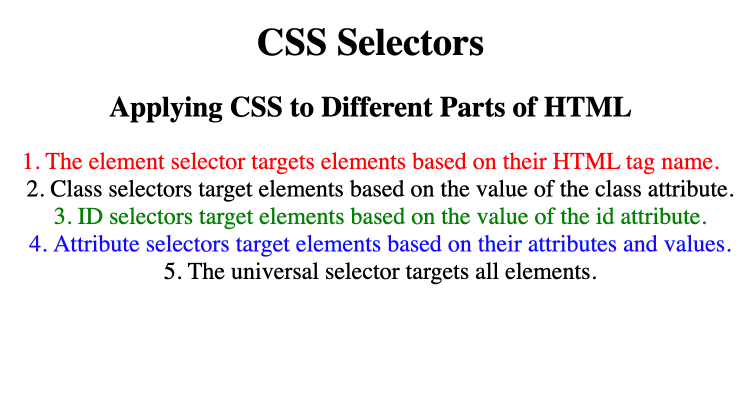 CSS Selectors
Applying CSS to Different Parts of HTML
1. The element selector targets elements based on their HTML tag name.
2. Class selectors target elements based on the value of the class attribute.
3. ID selectors target elements based on the value of the id attribute.
4. Attribute selectors target elements based on their attributes and values.
5. The universal selector targets all elements.